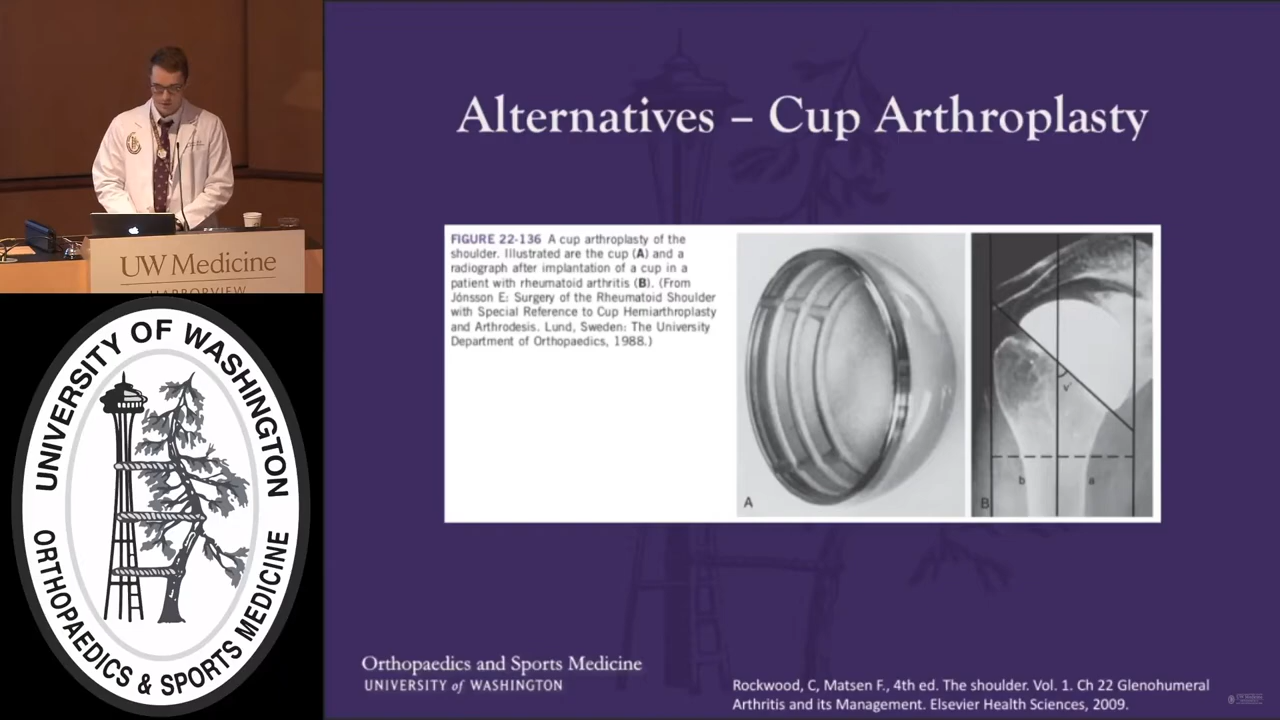 Alternatives – Cup Arthroplasty
FIGURE 22-136 A cup arthroplasty of the
shoulder. Illustrated are the cup (A) and a
radiograph after implantation of a cup in a
patient with rheumatoid arthritis (B). (From
Jónsson E: Surgery of the Rheumatoid Shoulder
with Special Reference to Cup Hemiarthroplasty
and Arthrodesis. Lund, Sweden: The University
Department of Orthopaedics, 1988.)
A
B
b
a
UW Medicine
HARBORVIEW
UNIVERSITY OF WASHINGTON
ORTHOPAEDICS & SPORTS MEDICINE
Orthopaedics and Sports Medicine
UNIVERSITY of WASHINGTON
Rockwood, C, Matsen F., 4th ed. The shoulder. Vol. 1. Ch 22 Glenohumeral
Arthritis and its Management. Elsevier Health Sciences, 2009.